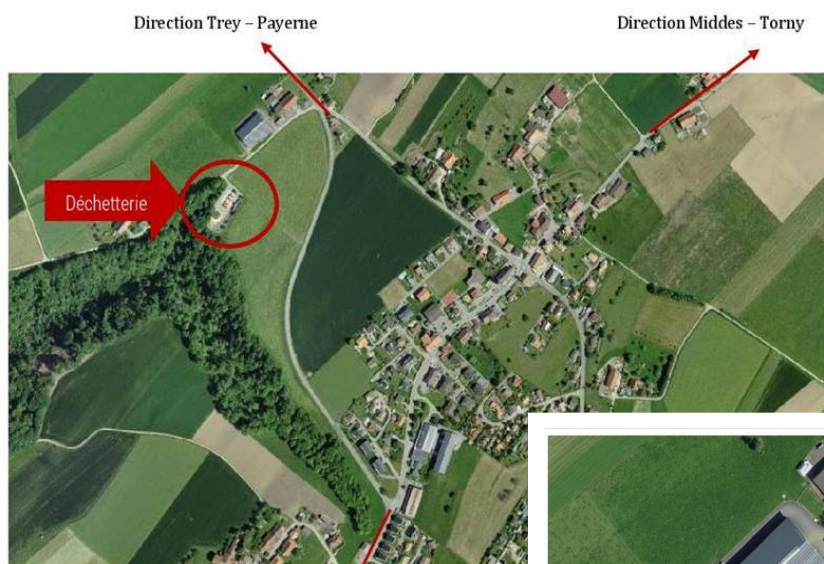 Direction Trey – Payerne
Direction Middes – Torny
Déchetterie